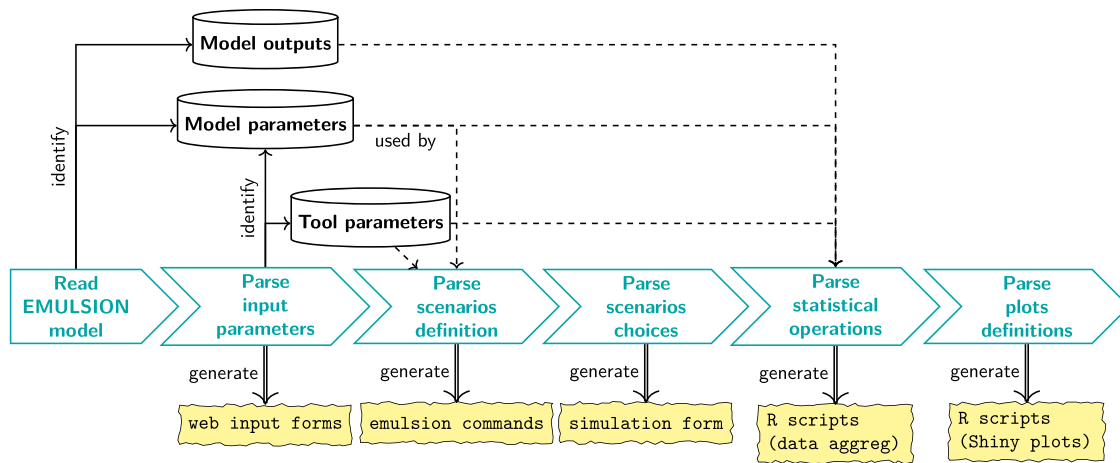 Model outputs
Model parameters
used by
identify
identify
Tool parameters
Read
EMULSION
model
Parse
input
parameters
Parse
scenarios
definition
Parse
scenarios
choices
Parse
statistical
operations
Parse
plots
definitions
generate
generate
generate
generate
generate
web input forms
emulsion commands
simulation form
R scripts
(data aggreg)
R scripts
(Shiny plots)